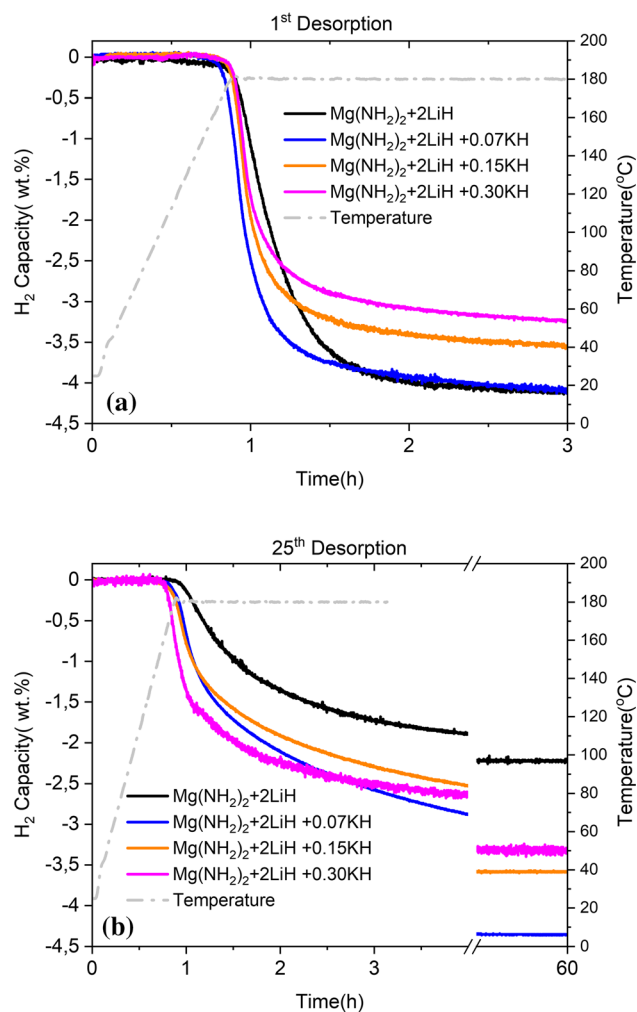 1st Desorption
0
-0,5
-1
-1,5
-2
-2,5
-3
-3,5
-4
-4,5
H2 Capacity( wt.%)
Mg(NH2)2+2LiH
Mg(NH2)2+2LiH +0.07KH
Mg(NH2)2+2LiH +0.15KH
Mg(NH2)2+2LiH +0.30KH
Temperature
(a)
200
180
160
140
120
100
80
60
40
20
0
Temperature(oC)
0 1 2 3
Time(h)
25th Desorption
0
-0,5
-1
-1,5
-2
-2,5
-3
-3,5
-4
-4,5
H2 Capacity( wt.%)
Mg(NH2)2+2LiH
Mg(NH2)2+2LiH +0.07KH
Mg(NH2)2+2LiH +0.15KH
Mg(NH2)2+2LiH +0.30KH
Temperature
(b)
200
180
160
140
120
100
80
60
40
20
0
Temperature(oC)
0 1 2 3 60
Time(h)